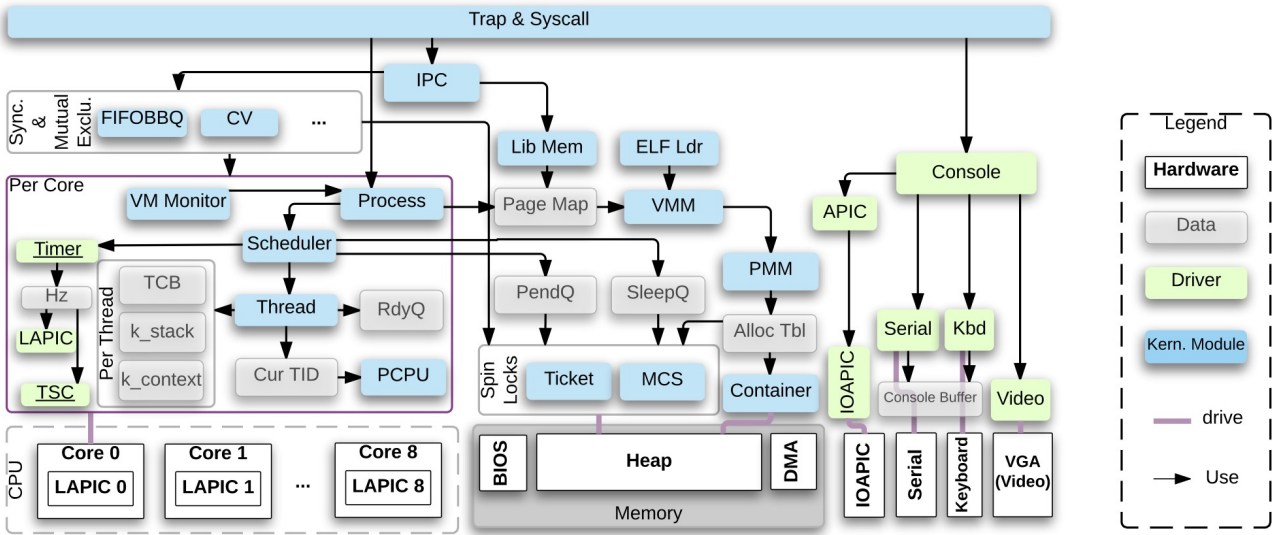 Trap & Syscall
IPC
Sync.
&
Mutual
Exclu.
FIFOBBQ
CV
...
Lib Mem
ELF Ldr
Per Core
VM Monitor
Process
Page Map
VMM
Console
APIC
Timer
Scheduler
PMM
Hz
LAPIC
TSC
Per Thread
TCB
k_stack
k_context
Thread
RdyQ
PendQ
SleepQ
Alloc Tbl
Cur TID
PCPU
Spin
Locks
Ticket
MCS
Container
IOAPIC
Serial
Kbd
Console Buffer
Video
CPU
Core 0
LAPIC 0
Core 1
LAPIC 1
...
Core 8
LAPIC 8
BIOS
Heap
DMA
Memory
IOAPIC
Serial
Keyboard
VGA
(Video)
Legend
Hardware
Data
Driver
Kern. Module
drive
Use